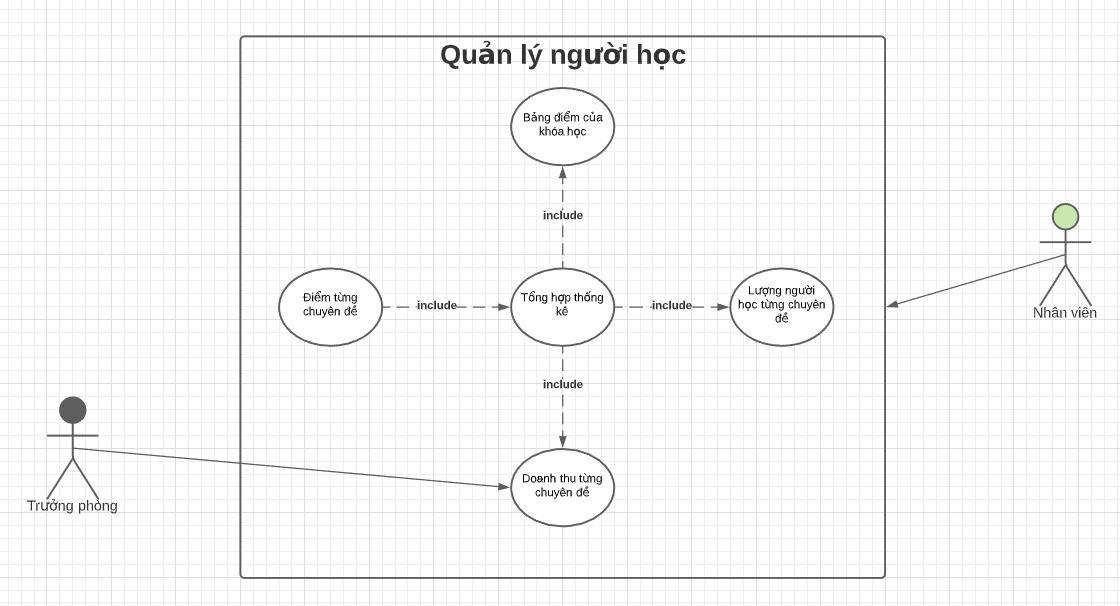 Quản lý người học
Bảng điểm của
khóa học
include
Điểm từng
chuyên đề
include
Tổng hợp thống
kê
include
Lượng người
học từng chuyên
đề
Nhân viên
include
Doanh thu từng
chuyên đề
Trưởng phòng